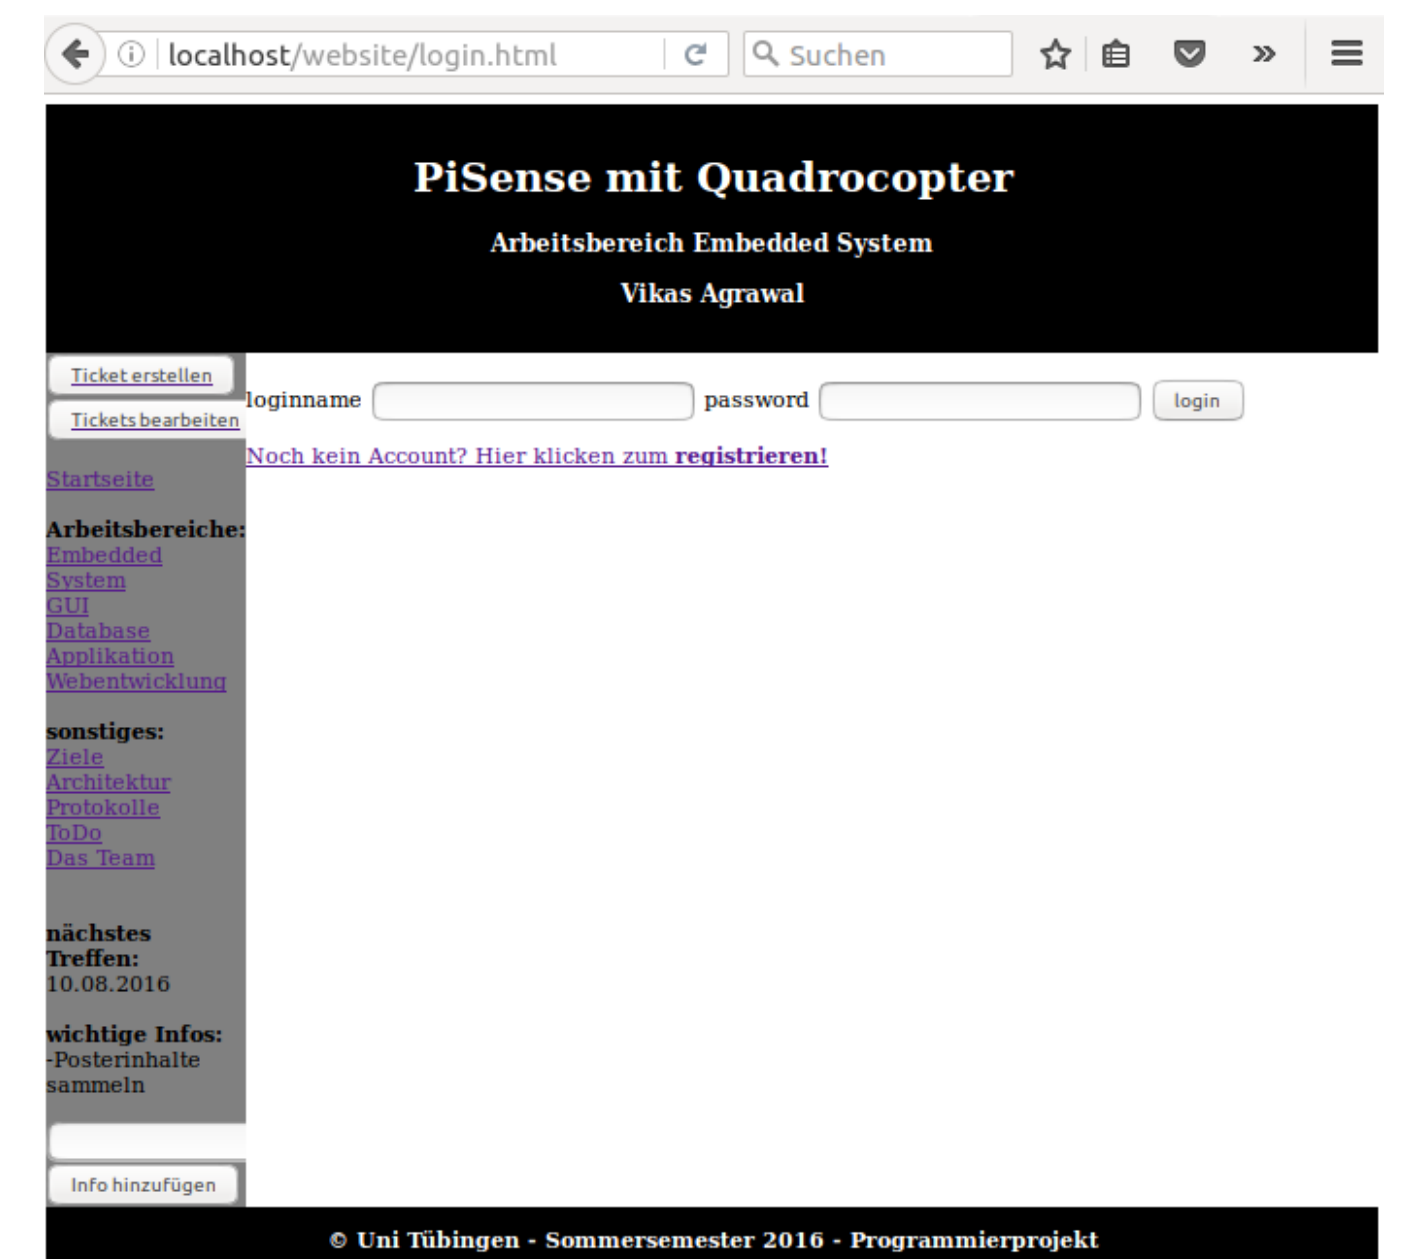 localhost/website/login.html
Suchen
PiSense mit Quadrocopter
Arbeitsbereich Embedded System
Vikas Agrawal
Ticket erstellen
Tickets bearbeiten
Startseite
Arbeitsbereiche:
Embedded
System
GUI
Database
Applikation
Webentwicklung
sonstiges:
Ziele
Architektur
Protokolle
ToDo
Das Team
nächstes
Treffen:
10.08.2016
wichtige Infos:
-Posterinhalte
sammeln
Info hinzufügen
loginname password login
Noch kein Account? Hier klicken zum registrieren!
© Uni Tübingen - Sommersemester 2016 - Programmierprojekt